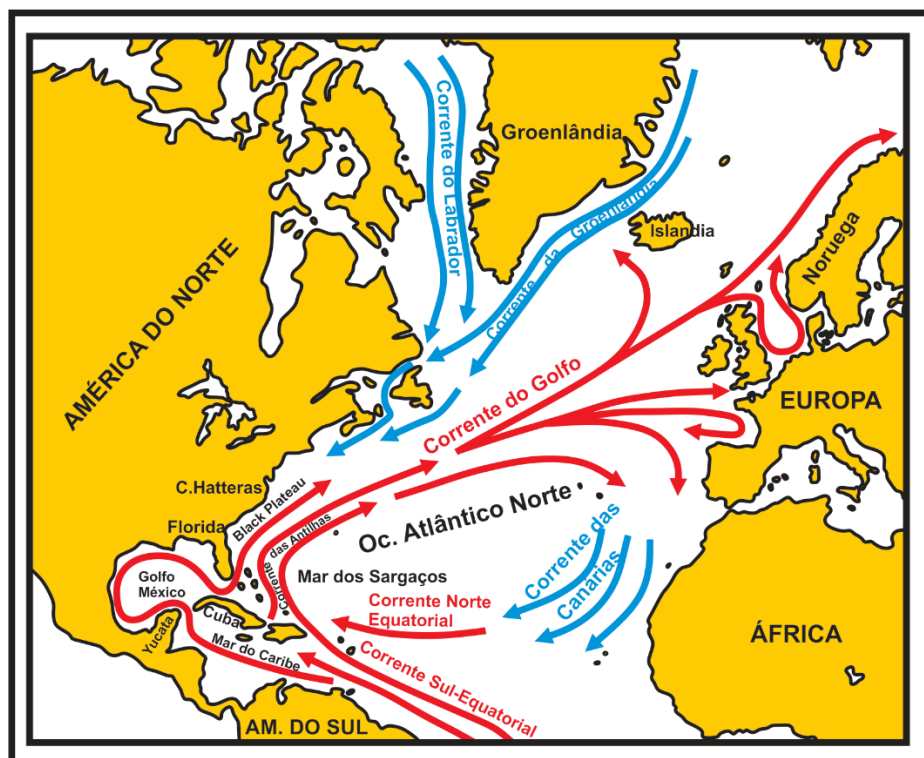 Groenlândia
Corrente do Labrador
Corrente da Groenlandia
Islandia
Noruega
AMÉRICA DO NORTE
Corrente do Golfo
EUROPA
C.Hatteras
Black Plateau
Florida
Corrente das Antilhas
Oc. Atlântico Norte
Corrente das
Canárias
Golfo
México
Mar dos Sargaços
Cuba
Corrente Norte
Equatorial
Yucata
Mar do Caribe
Corrente Sul-Equatorial
ÁFRICA
AM. DO SUL